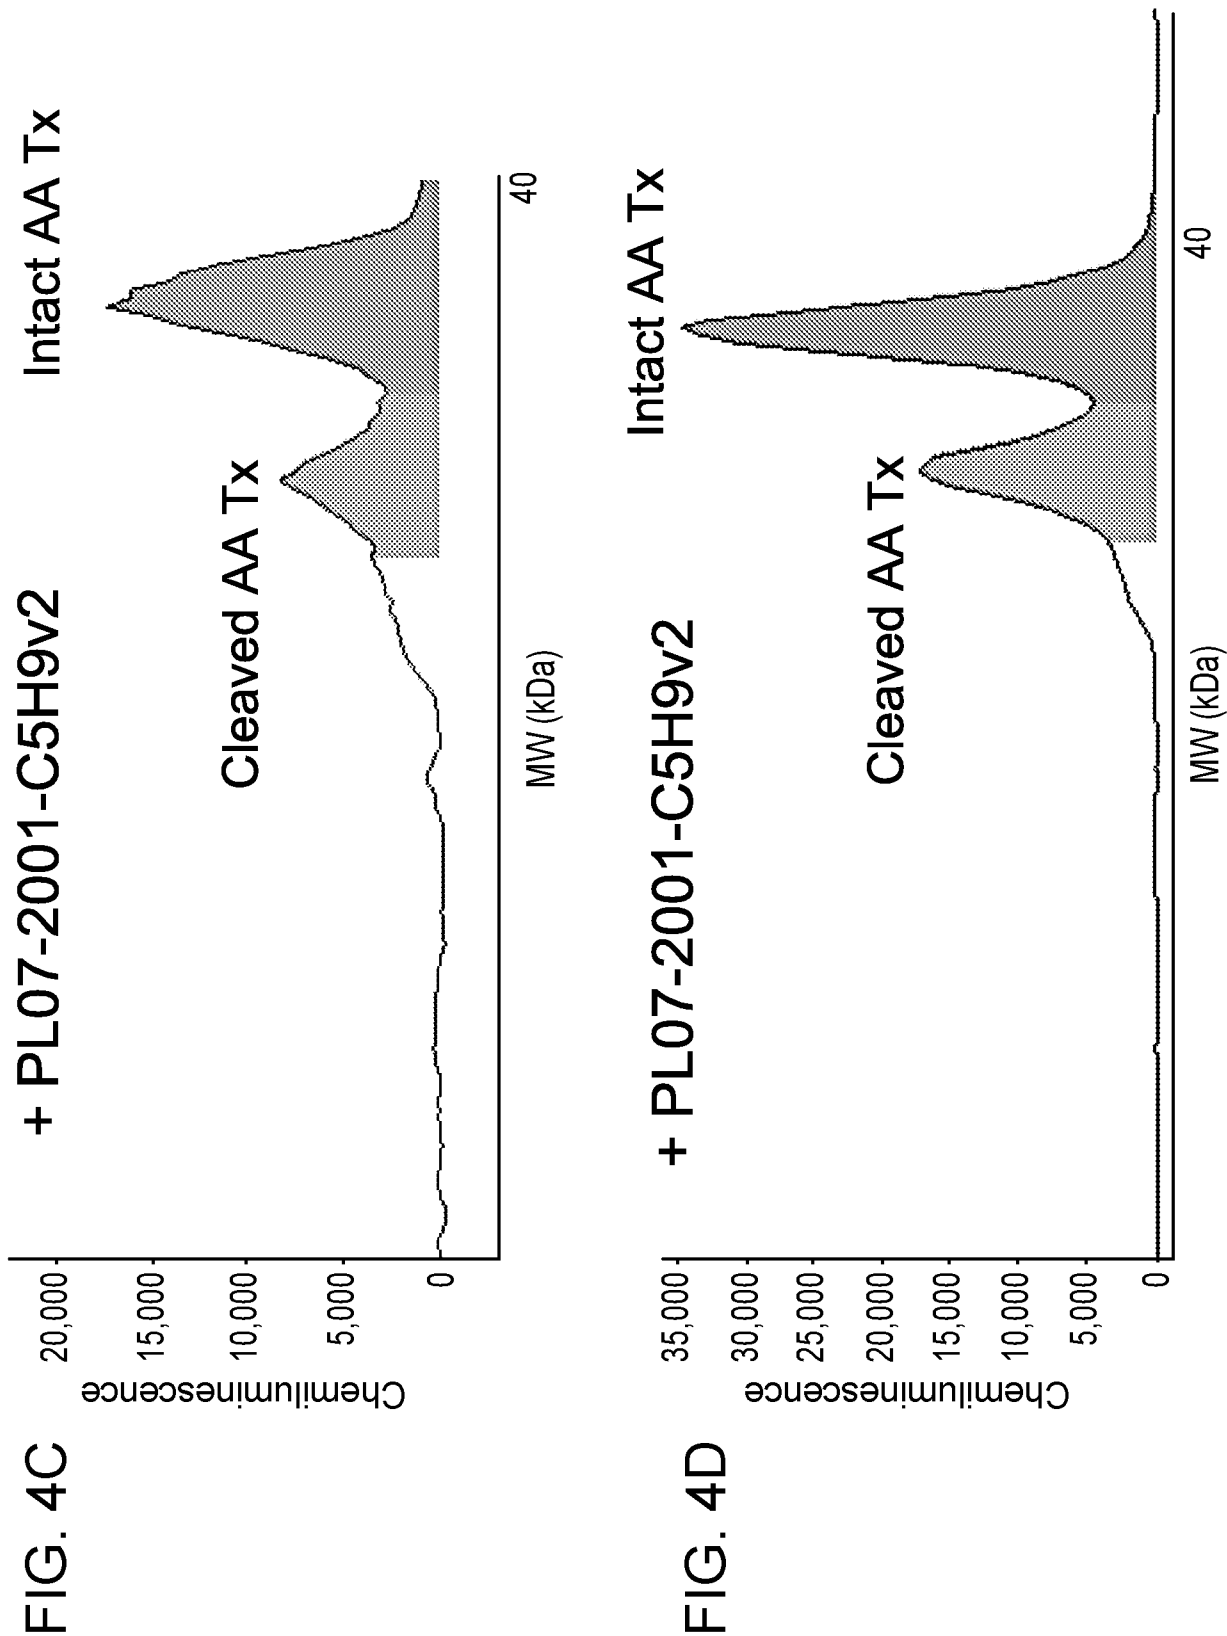 FIG. 4C
+ PL07-2001-C5H9v2
Intact AA Tx
Cleaved AA Tx
Chemiluminescence
20,000
15,000
10,000
5,000
0
40
MW (kDa)
FIG. 4D
+ PL07-2001-C5H9v2
Intact AA Tx
Cleaved AA Tx
Chemiluminescence
35,000
30,000
25,000
20,000
15,000
10,000
5,000
0
40
MW (kDa)